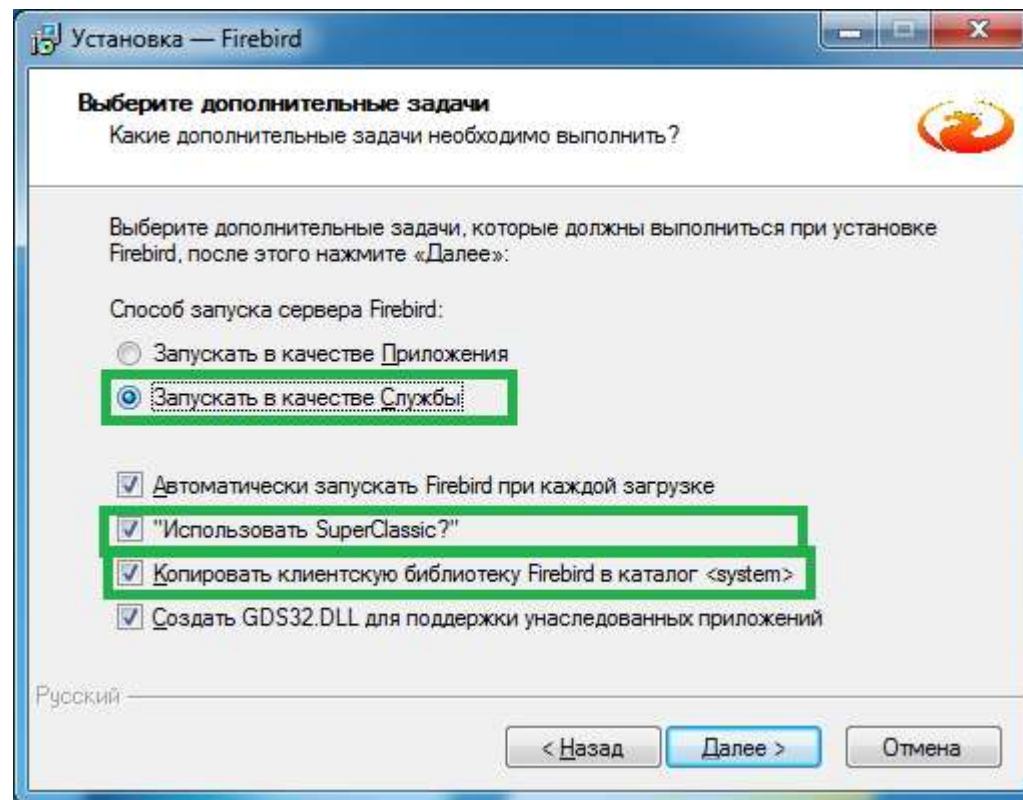 Установка — Firebird
Выберите дополнительные задачи
Какие дополнительные задачи необходимо выполнить?
Выберите дополнительные задачи, которые должны выполниться при установке
Firebird, после этого нажмите «Далее»:
Способ запуска сервера Firebird:
Запускать в качестве Приложения
Запускать в качестве Службы
Автоматически запускать Firebird при каждой загрузке
"Использовать SuperClassic?"
Копировать клиентскую библиотеку Firebird в каталог <system>
Создать GDS32.DLL для поддержки унаследованных приложений
Русский
< Назад
Далее >
Отмена